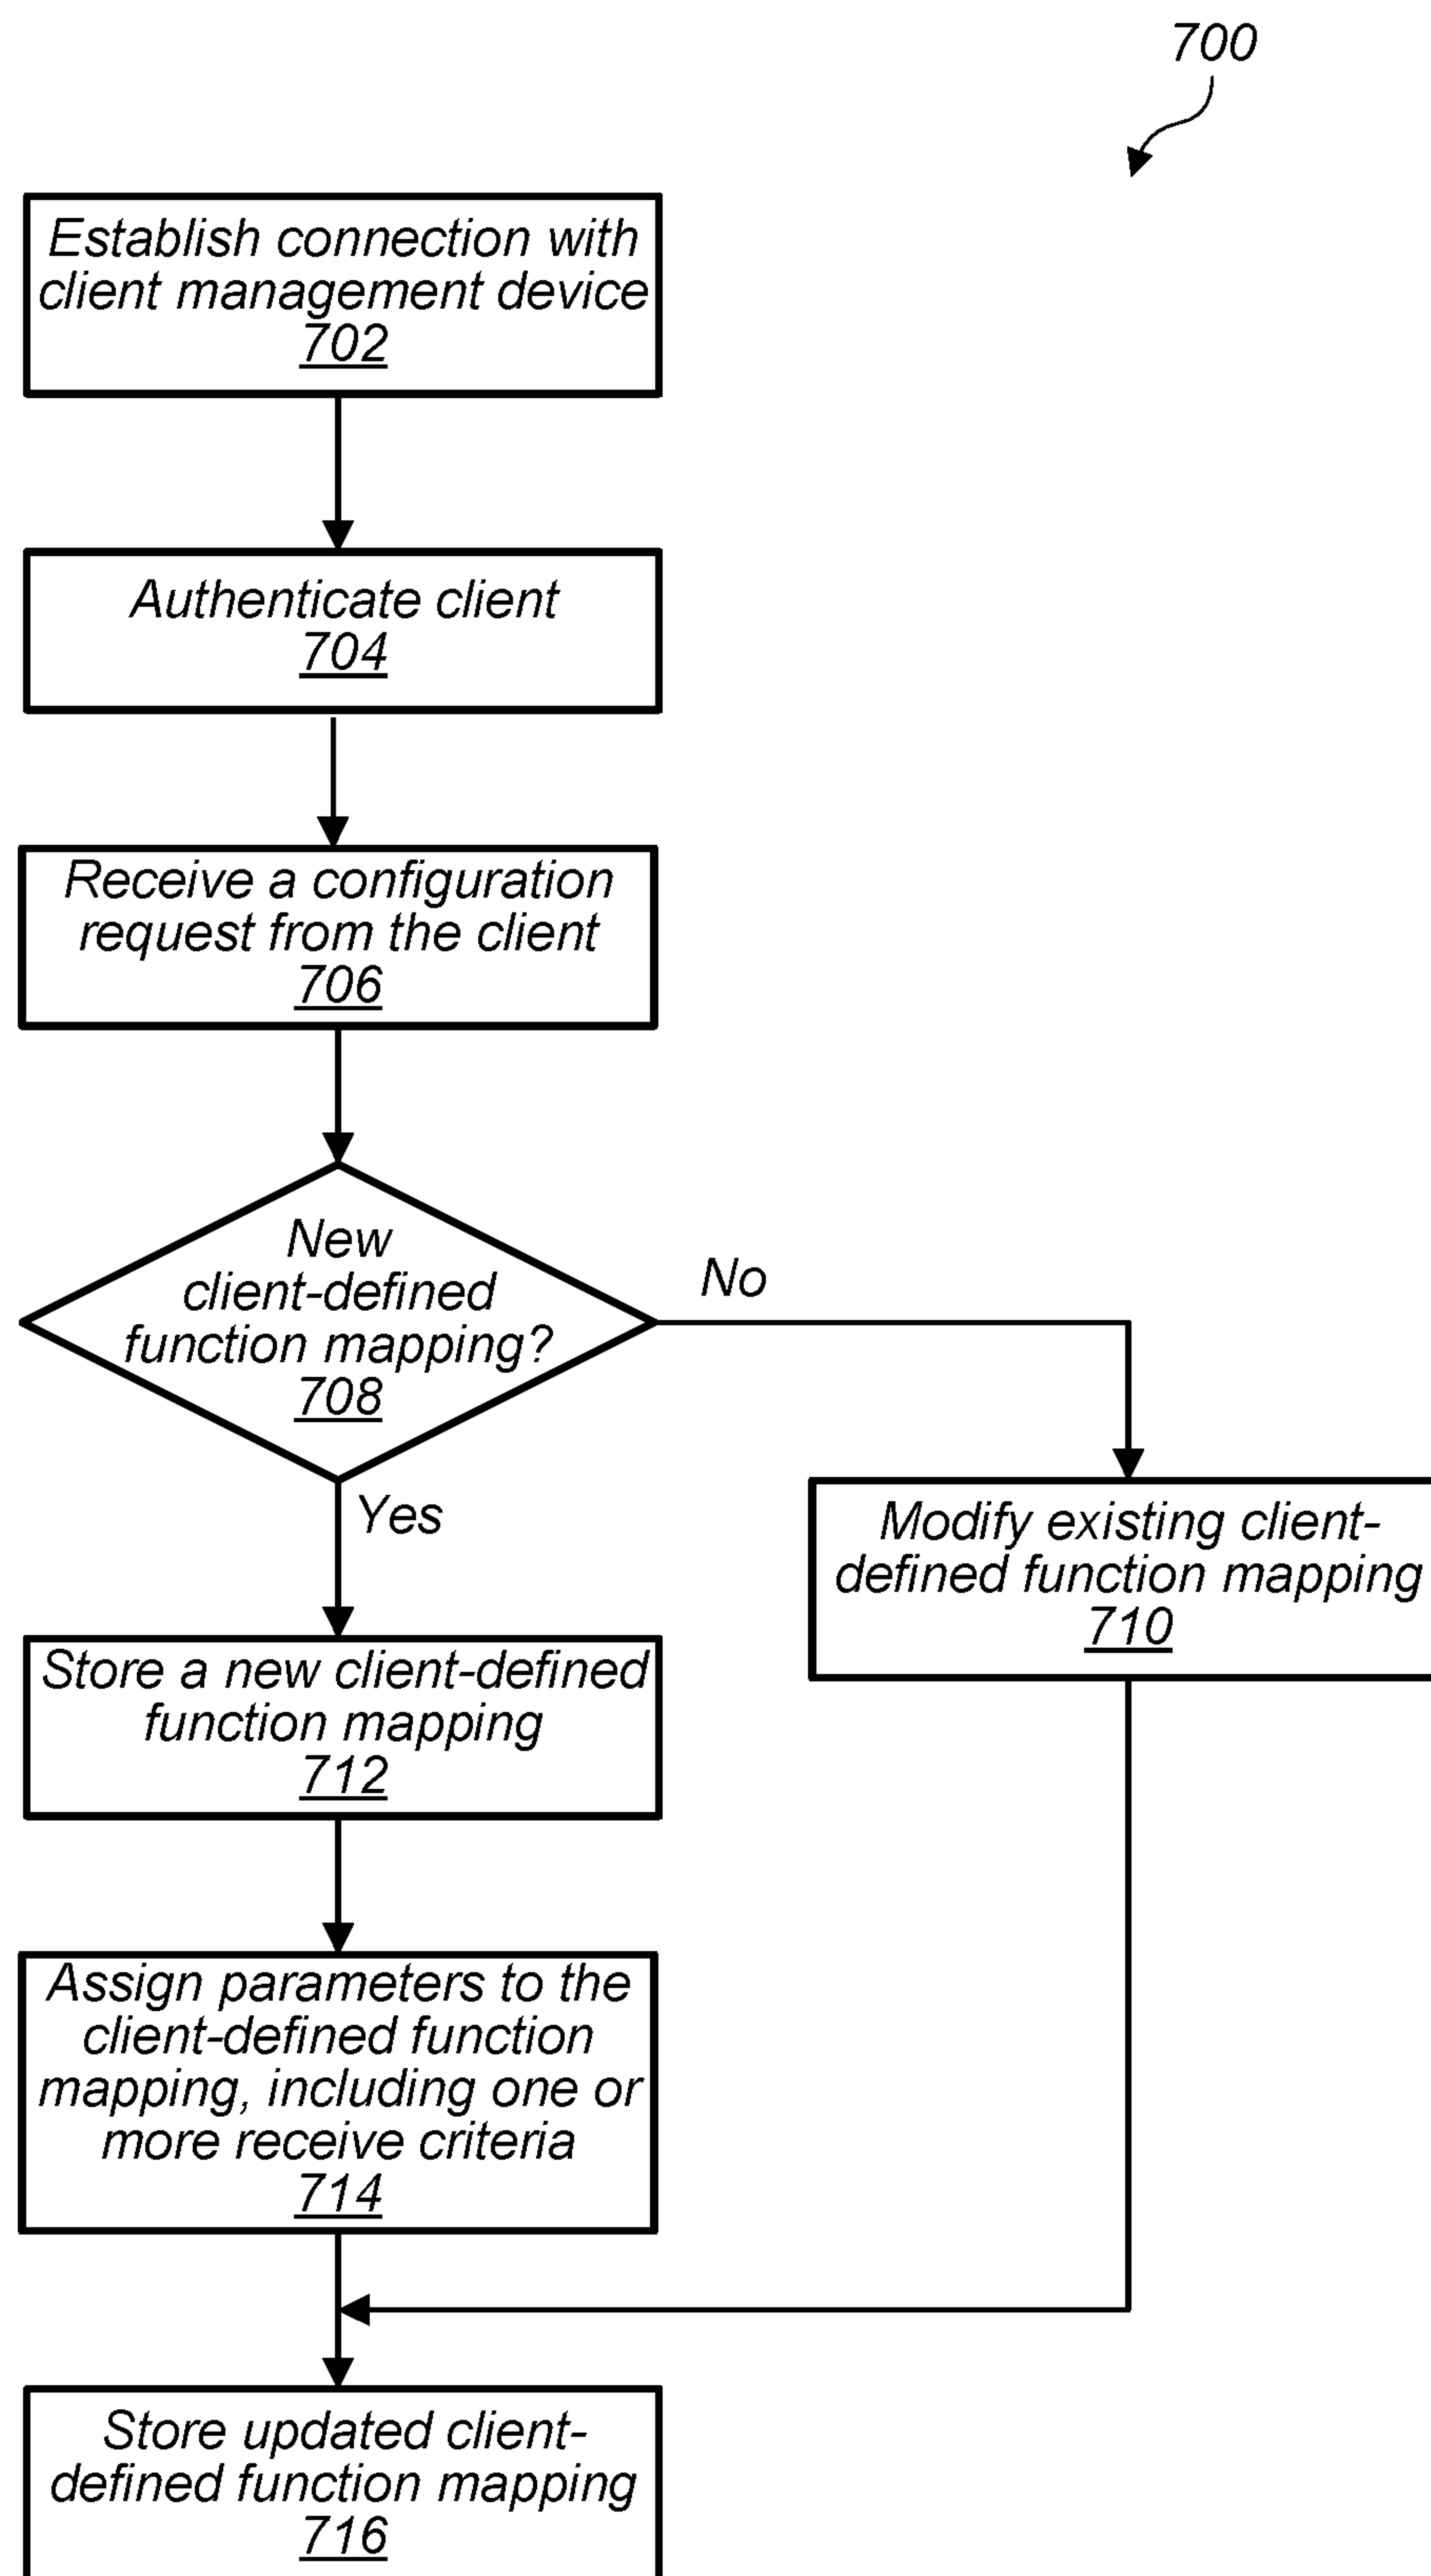 700
Establish connection with
client management device
702
Authenticate client
704
Receive a configuration
request from the client
706
New
client-defined
function mapping?
708
No
Yes
Modify existing client-
defined function mapping
710
Store a new client-defined
function mapping
712
Assign parameters to the
client-defined function
mapping, including one or
more receive criteria
714
Store updated client-
defined function mapping
716